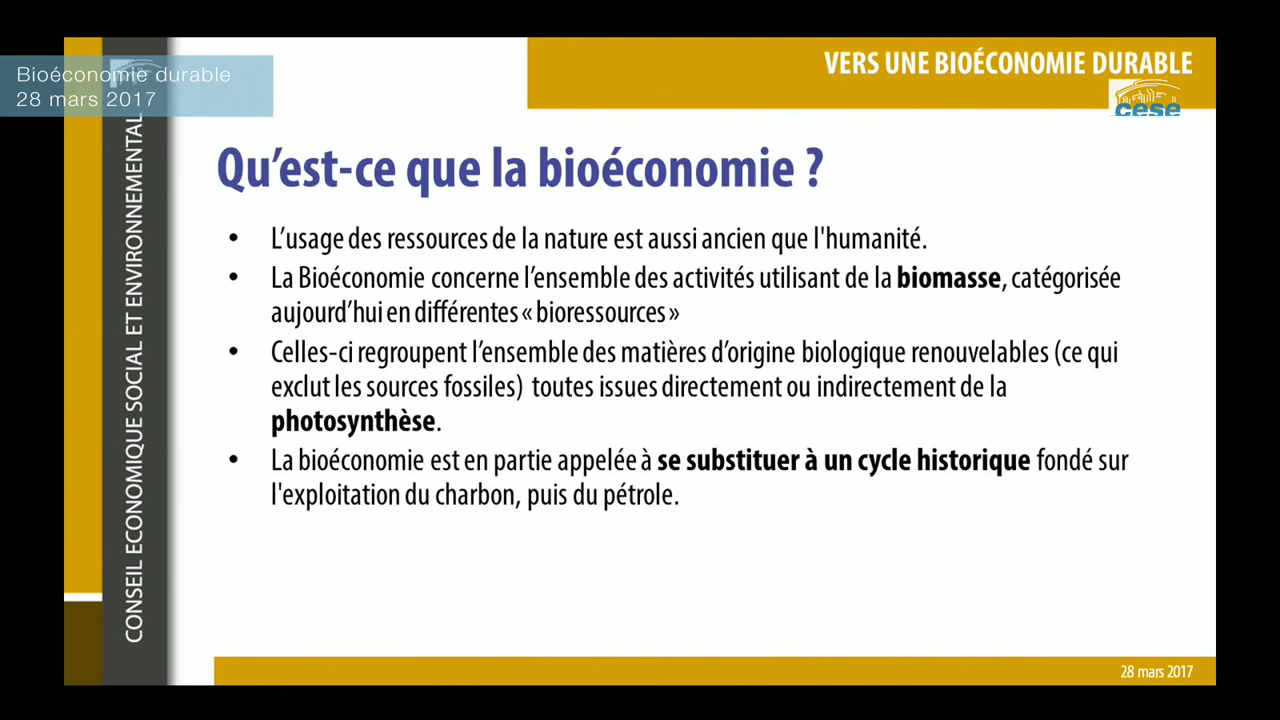 Bioéconomie durable
28 mars 2017
VERS UNE BIOÉCONOMIE DURABLE
cese
CONSEIL ECONOMIQUE SOCIAL ET ENVIRONNEMENTAL
Qu’est-ce que la bioéconomie ?
• L’usage des ressources de la nature est aussi ancien que l'humanité.
• La Bioéconomie concerne l’ensemble des activités utilisant de la biomasse, catégorisée
aujourd’hui en différentes « bioressources »
• Celles-ci regroupent l’ensemble des matières d’origine biologique renouvelables (ce qui
exclut les sources fossiles) toutes issues directement ou indirectement de la
photosynthèse.
• La bioéconomie est en partie appelée à se substituer à un cycle historique fondé sur
l'exploitation du charbon, puis du pétrole.
28 mars 2017